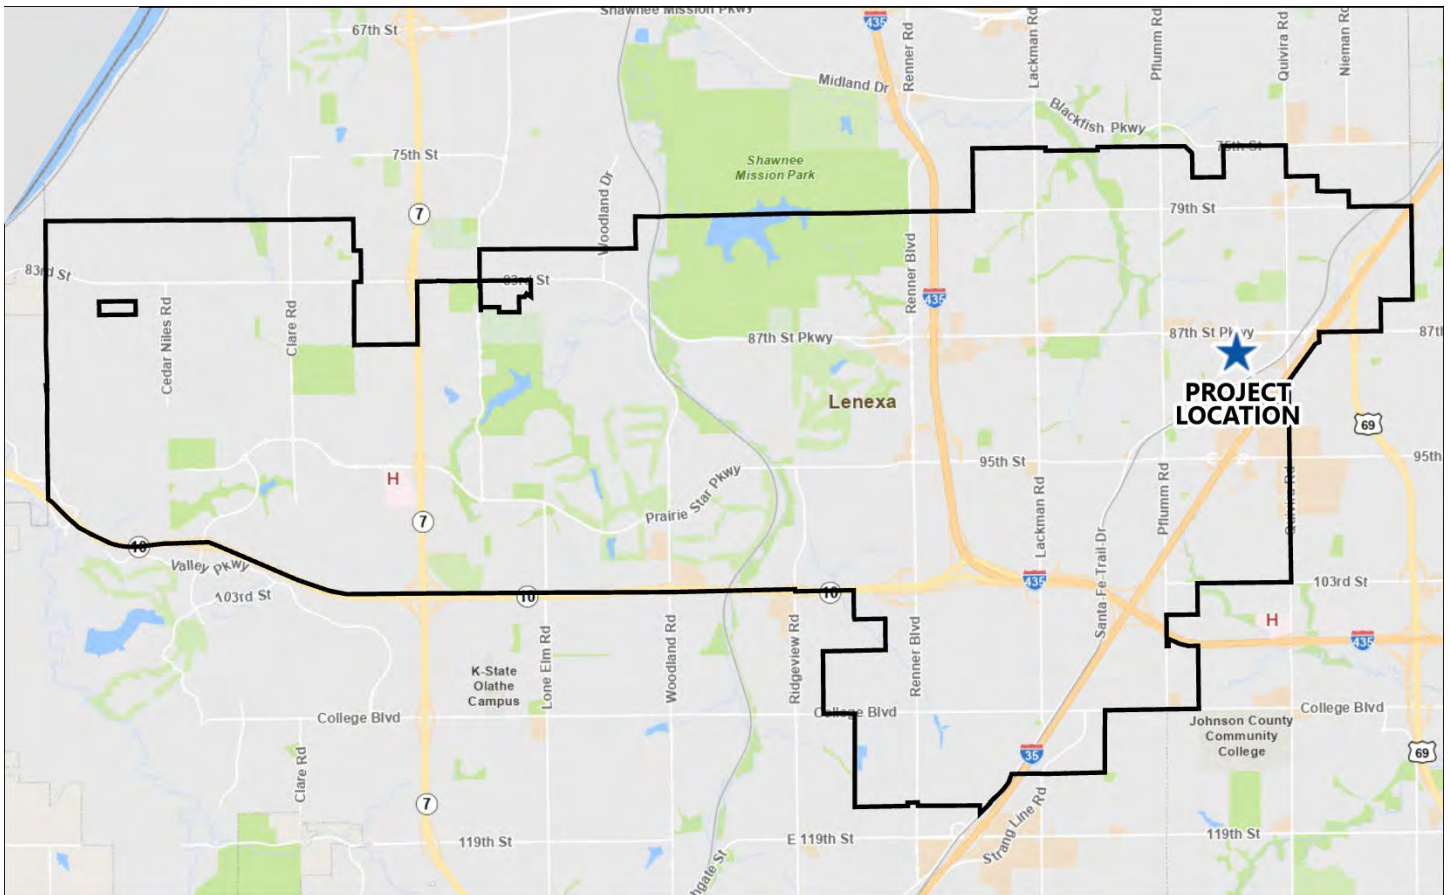 Shawnee Mission Pkwy
67th St
435
Renner Rd
Lackman Rd
Pflumm Rd
Quivira Rd
Nieman Rd
Midland Dr
Blackfish Pkwy
75th St
75th St
Shawnee
Mission Park
7
Woodland Dr
79th St
83rd St
83rd St
Renner Blvd
435
Cedar Niles Rd
Clare Rd
87th St Pkwy
87th St Pkwy
87th
PROJECT
LOCATION
Lenexa
69
H
95th St
95th
Prairie Star Pkwy
7
Lackman Rd
Pflumm Rd
Quivira Rd
10
Valley Pkwy
103rd St
10
10
435
Santa-Fe-Trail-Dr
103rd St
H
435
K-State
Olathe
Campus
Lone Elm Rd
Woodland Rd
Ridgeview Rd
Renner Blvd
College Blvd
College Blvd
College Blvd
Johnson County
Community
College
Clare Rd
35
69
7
Strang Line Rd
119th St
E 119th St
119th St
hgate St